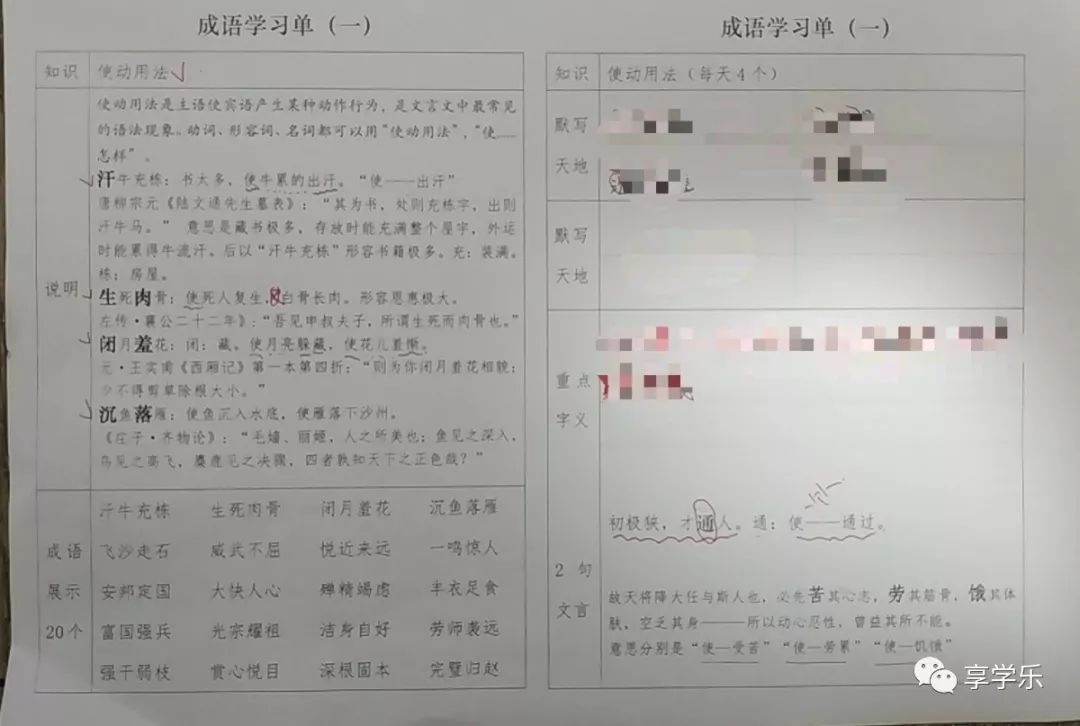 成语学习单（一）
知识 使动用法
使动用法是主语使宾语产生某种动作行为，是文言文中最常见
的语法现象。动词、形容词、名词都可以用“使动用法”，“使……
怎样”。
汗牛充栋：书太多，使牛累的出汗。“使——出汗”
唐柳宗元《陆文通先生墓表》：“其为书，处则充栋宇，出则
汗牛马。” 意思是藏书极多，存放时能充满整个屋宇，外运
时能累得牛流汗。后以“汗牛充栋”形容书籍极多。充：装满。
栋：房屋。
说明
生死肉骨：使死人复生，白骨长肉。形容恩惠极大。
左传·襄公二十二年》：“吾见申叔夫子，所谓生死而肉骨也。”
闭月羞花：闭：藏。使月亮躲藏，使花儿羞惭。
元·王实甫《西厢记》第一本第四折：“则为你闭月羞花相貌，
少不得剪草除根大小。”
沉鱼落雁：使鱼沉入水底，使雁落下沙洲。
《庄子·齐物论》：“毛嫱、丽姬，人之所美也；鱼见之深入，
鸟见之高飞，麋鹿见之决骤，四者孰知天下之正色哉？”
成语
展示
20个
汗牛充栋 生死肉骨 闭月羞花 沉鱼落雁
飞沙走石 威武不屈 悦近来远 一鸣惊人
安邦定国 大快人心 殚精竭虑 丰衣足食
富国强兵 光宗耀祖 洁身自好 劳师袭远
强干弱枝 赏心悦目 深根固本 完璧归赵
成语学习单（一）
知识 使动用法（每天4个）
默写
天地
默写
天地
重点
字义
2句
文言
初极狭，才通人。通：使——通过。
故天将降大任与斯人也，必先苦其心志，劳其筋骨，饿其体
肤，空乏其身———所以动心忍性，曾益其所不能。
意思分别是“使—受苦”“使—劳累”“使—饥饿”
享学乐